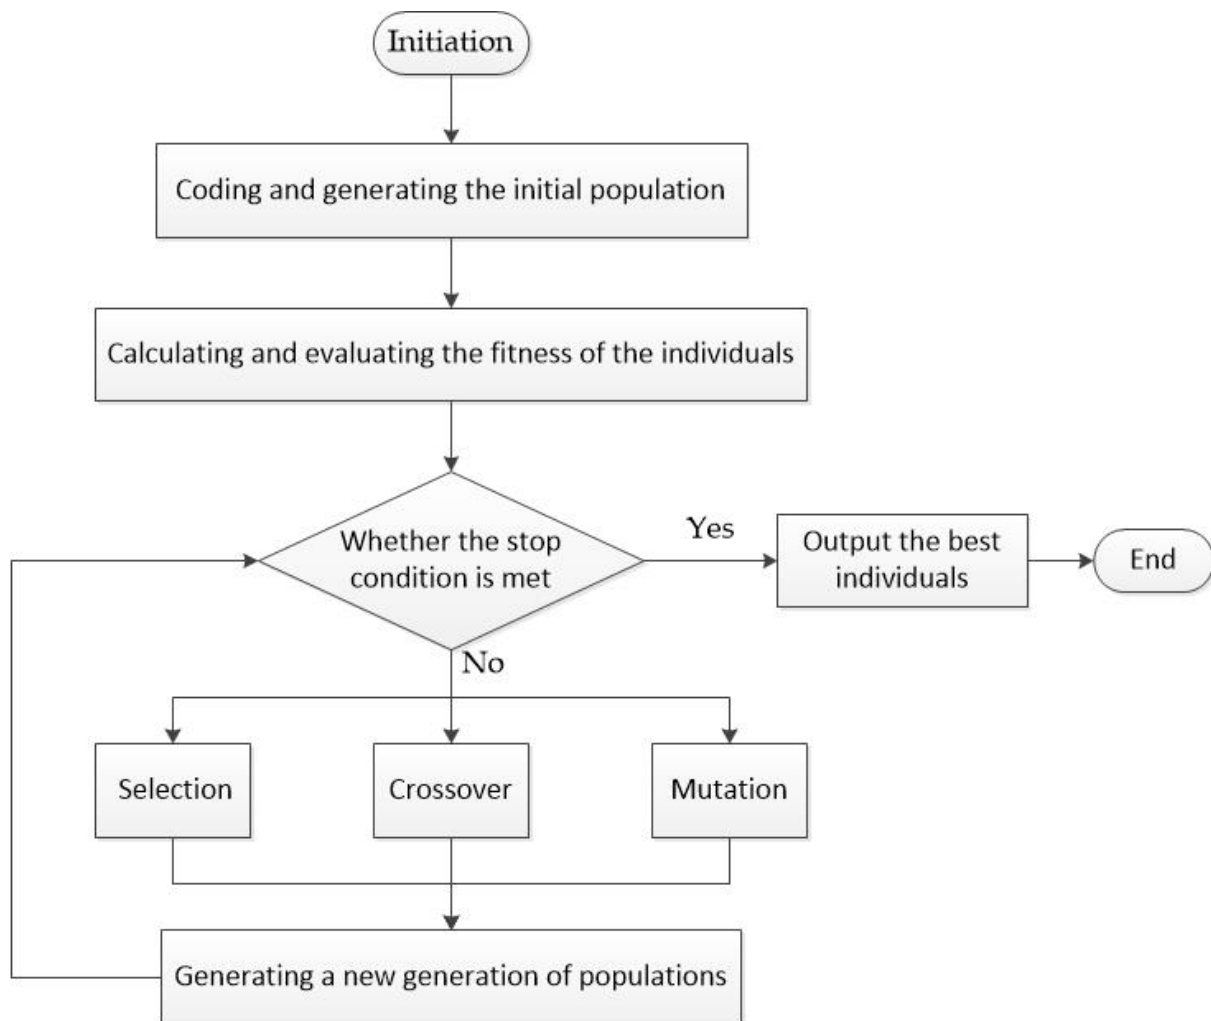 Initiation
Coding and generating the initial population
Calculating and evaluating the fitness of the individuals
Whether the stop
condition is met
Yes
Output the best
individuals
End
No
Selection
Crossover
Mutation
Generating a new generation of populations